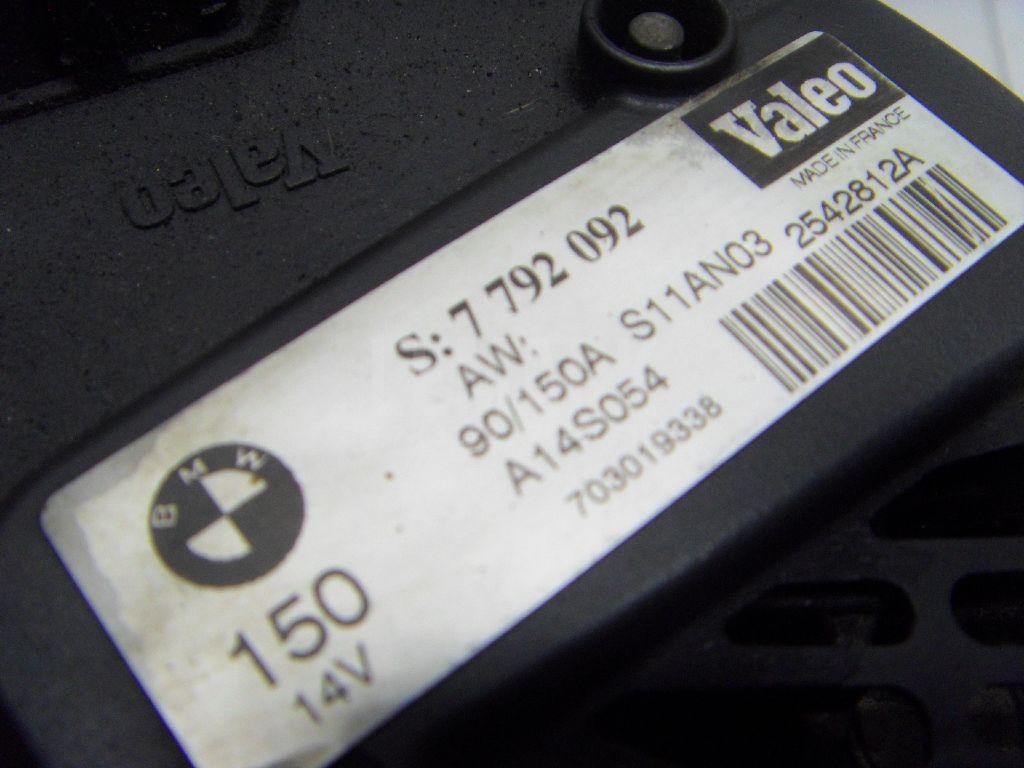 Valeo
Valeo
MADE IN FRANCE
S: 7 792 092
AW:
90/150A S11AN03 2542812A
A14S054
703019338
BMW
150
14V